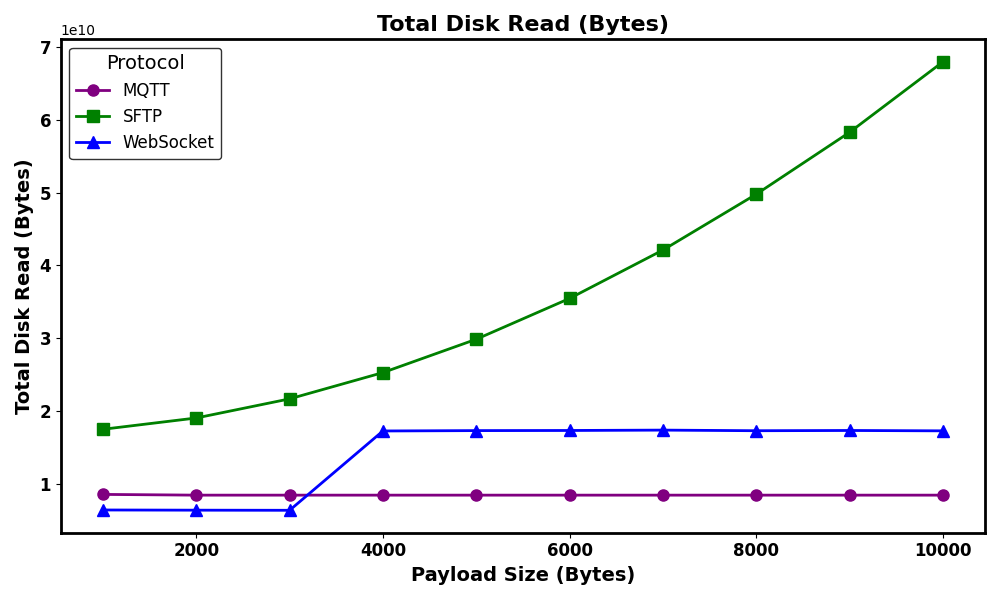 Total Disk Read (Bytes)
1e10
7
6
5
4
3
2
1
Total Disk Read (Bytes)
Protocol
MQTT
SFTP
WebSocket
2000 4000 6000 8000 10000
Payload Size (Bytes)